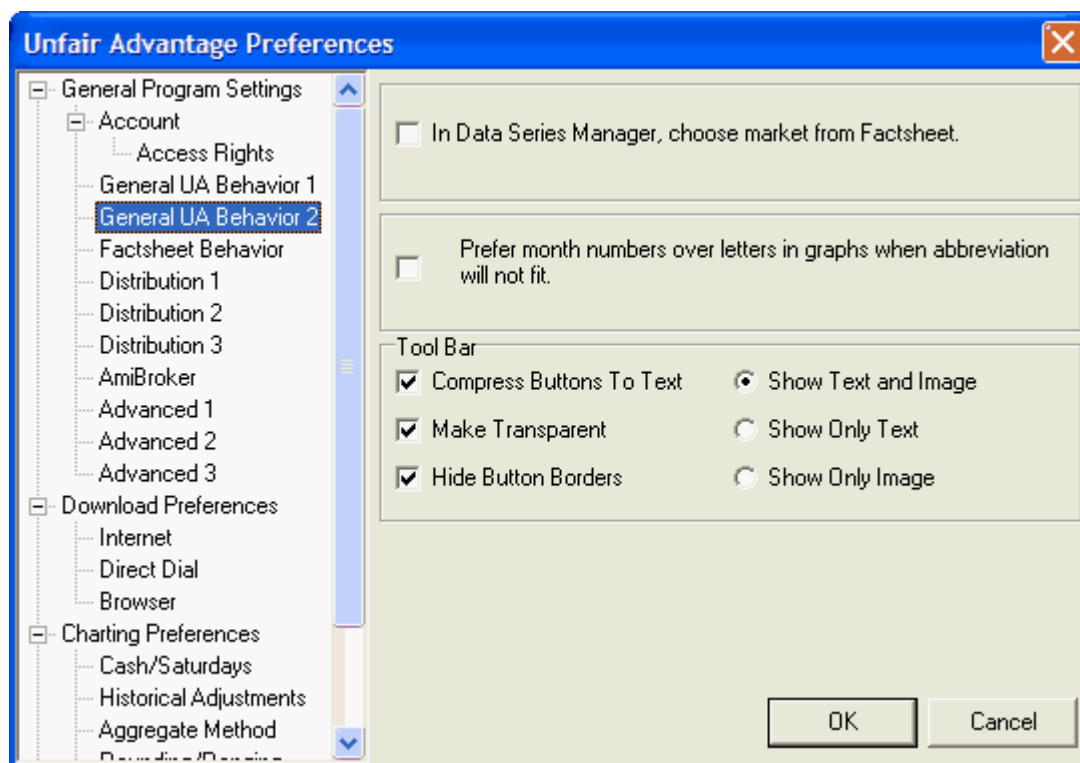 Unfair Advantage Preferences
General Program Settings
Account
Access Rights
General UA Behavior 1
General UA Behavior 2
Factsheet Behavior
Distribution 1
Distribution 2
Distribution 3
AmiBroker
Advanced 1
Advanced 2
Advanced 3
Download Preferences
Internet
Direct Dial
Browser
Charting Preferences
Cash/Saturdays
Historical Adjustments
Aggregate Method
In Data Series Manager, choose market from Factsheet.
Prefer month numbers over letters in graphs when abbreviation
will not fit.
Tool Bar
Compress Buttons To Text
Show Text and Image
Make Transparent
Show Only Text
Hide Button Borders
Show Only Image
OK
Cancel